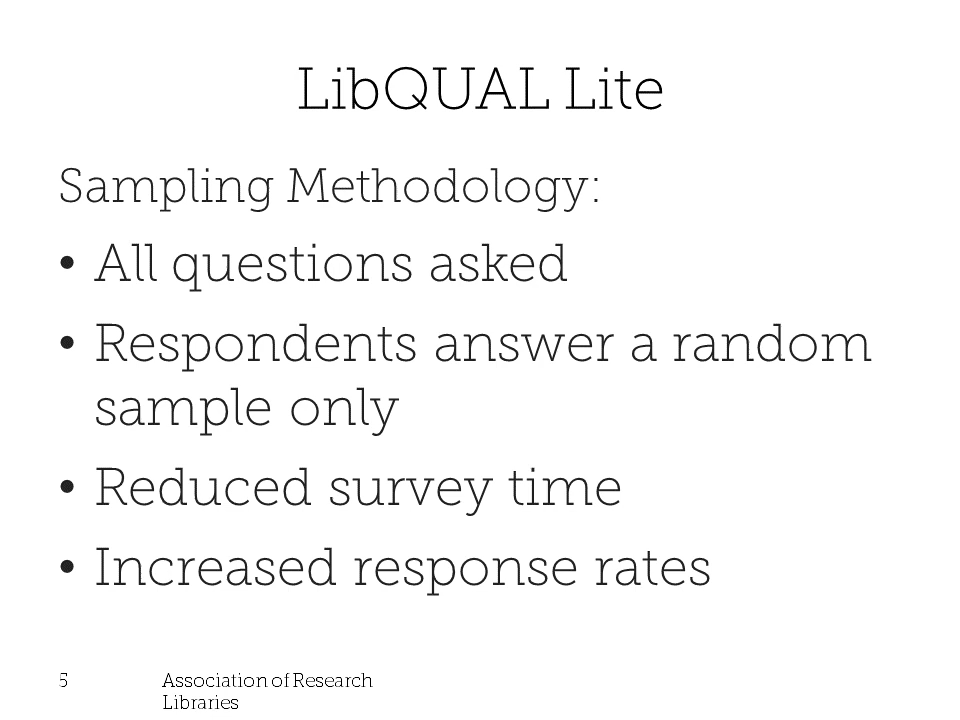 LibQUAL Lite
Sampling Methodology:
• All questions asked
• Respondents answer a random
sample only
• Reduced survey time
• Increased response rates
5
Association of Research
Libraries